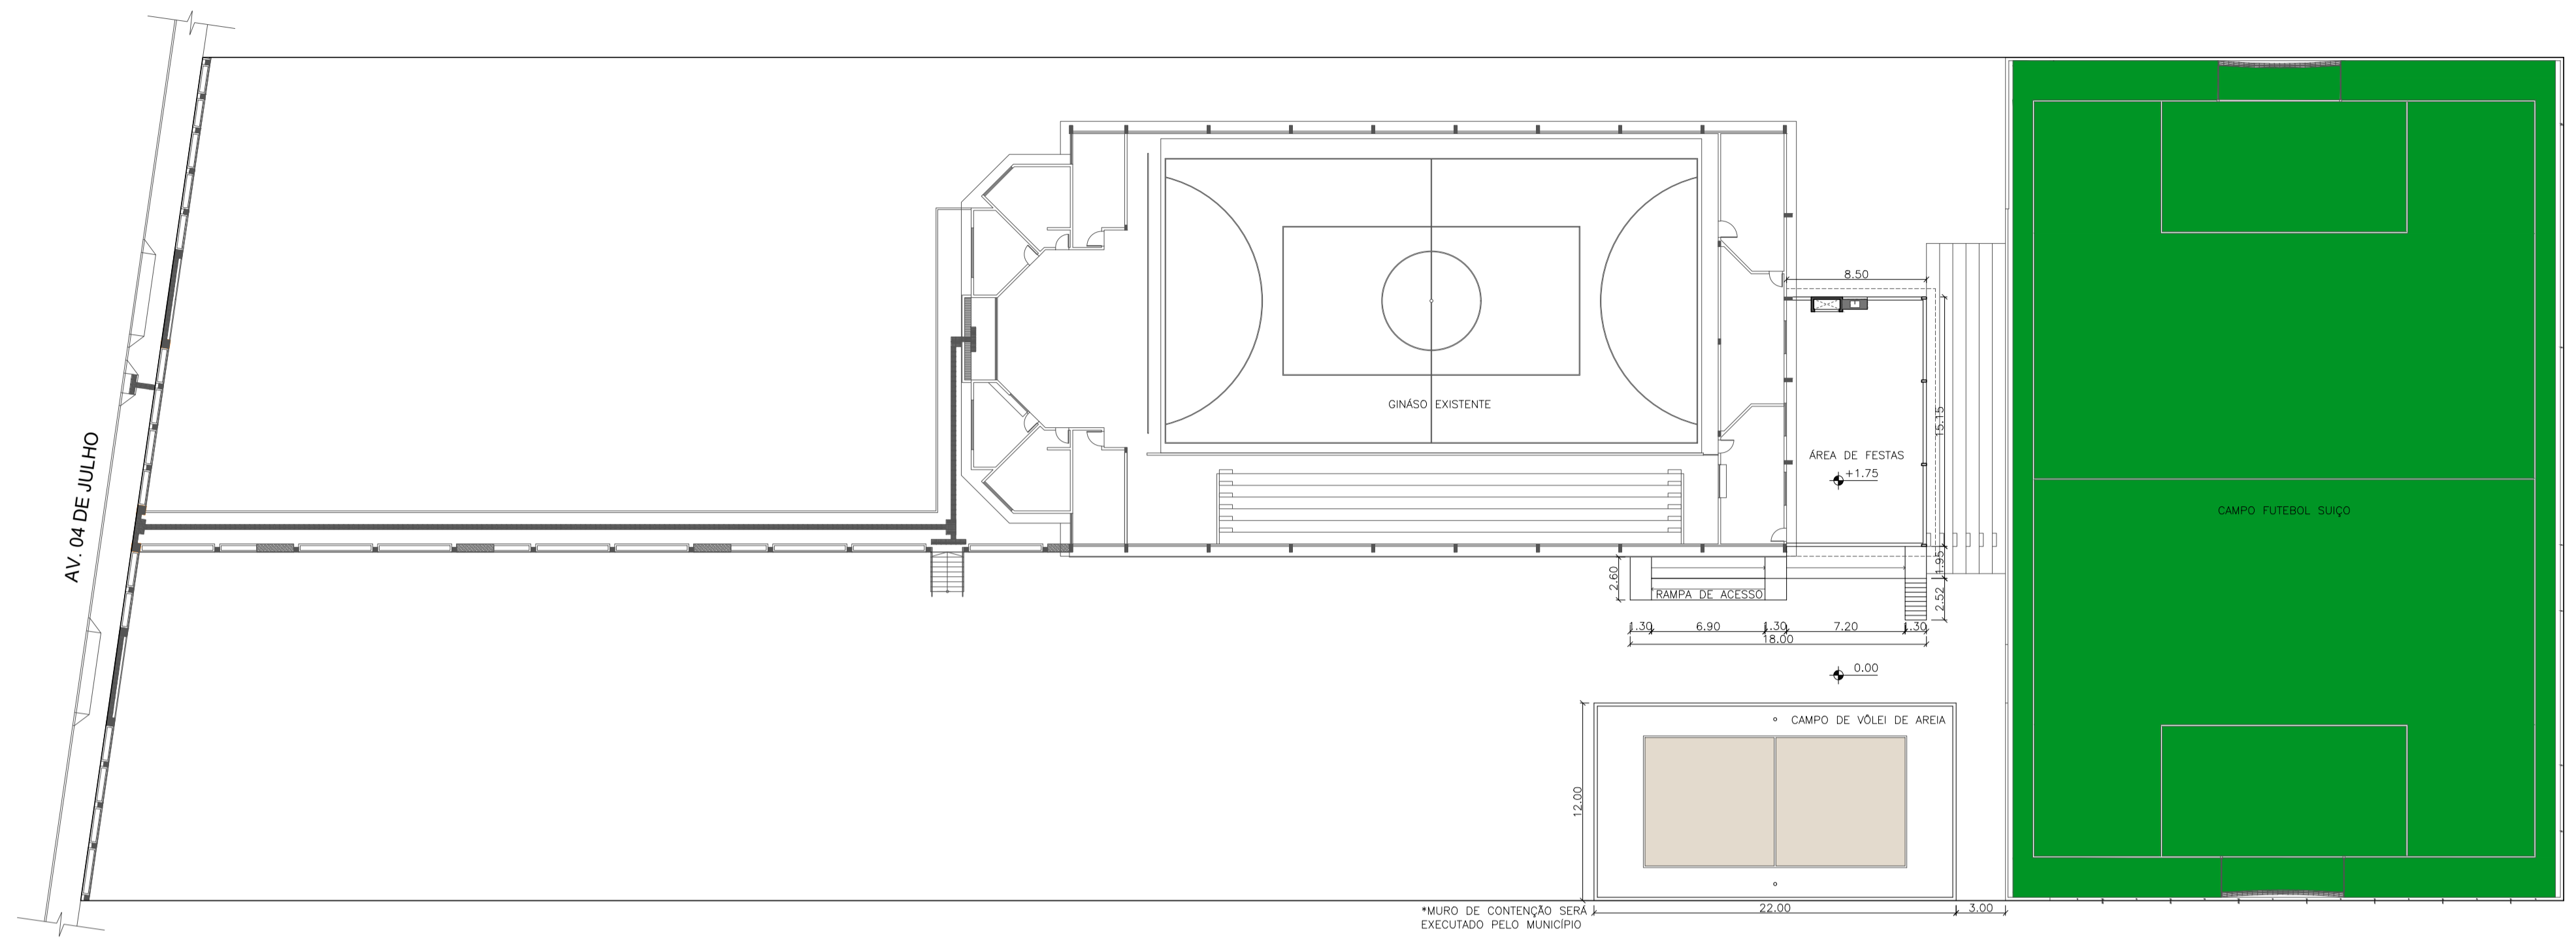 AV. 04 DE JULHO
GINÁSO EXISTENTE
8.50
15.15
ÁREA DE FESTAS
+1.75
CAMPO FUTEBOL SUIÇO
1.95
2.60
RAMPA DE ACESSO
2.52
1.30
6.90
1.30
7.20
1.30
18.00
0.00
CAMPO DE VÔLEI DE AREIA
12.00
22.00
3.00
*MURO DE CONTENÇÃO SERÁ
EXECUTADO PELO MUNICÍPIO